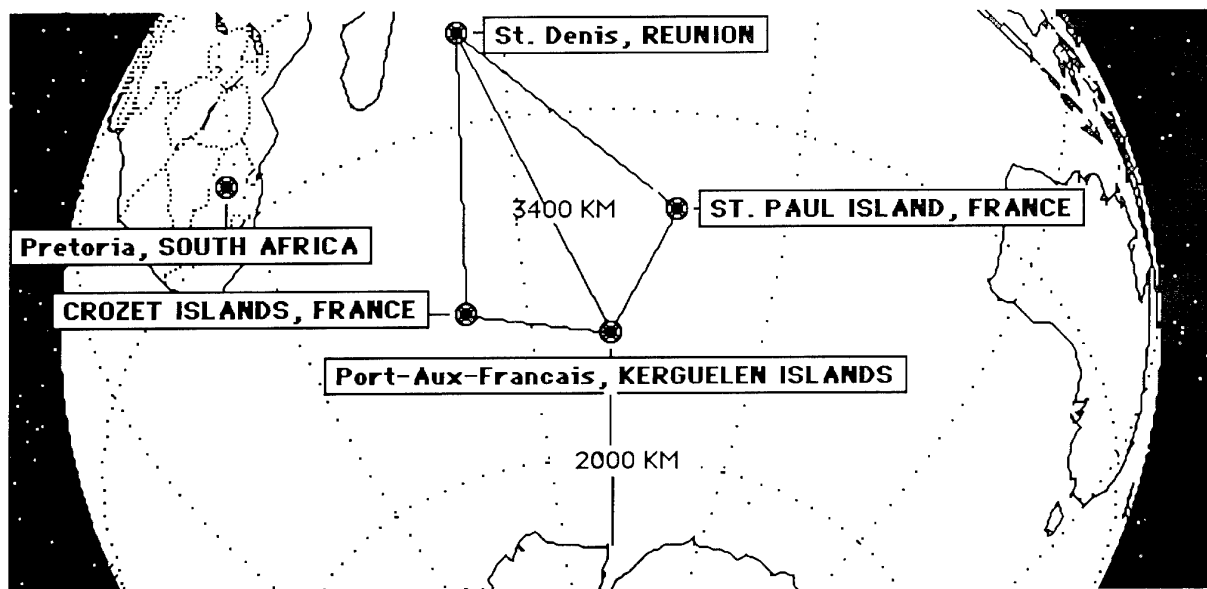 St. Denis, REUNION
3400 KM
ST. PAUL ISLAND, FRANCE
Pretoria, SOUTH AFRICA
CROZET ISLANDS, FRANCE
Port-Aux-Francais, KERGUELEN ISLANDS
2000 KM